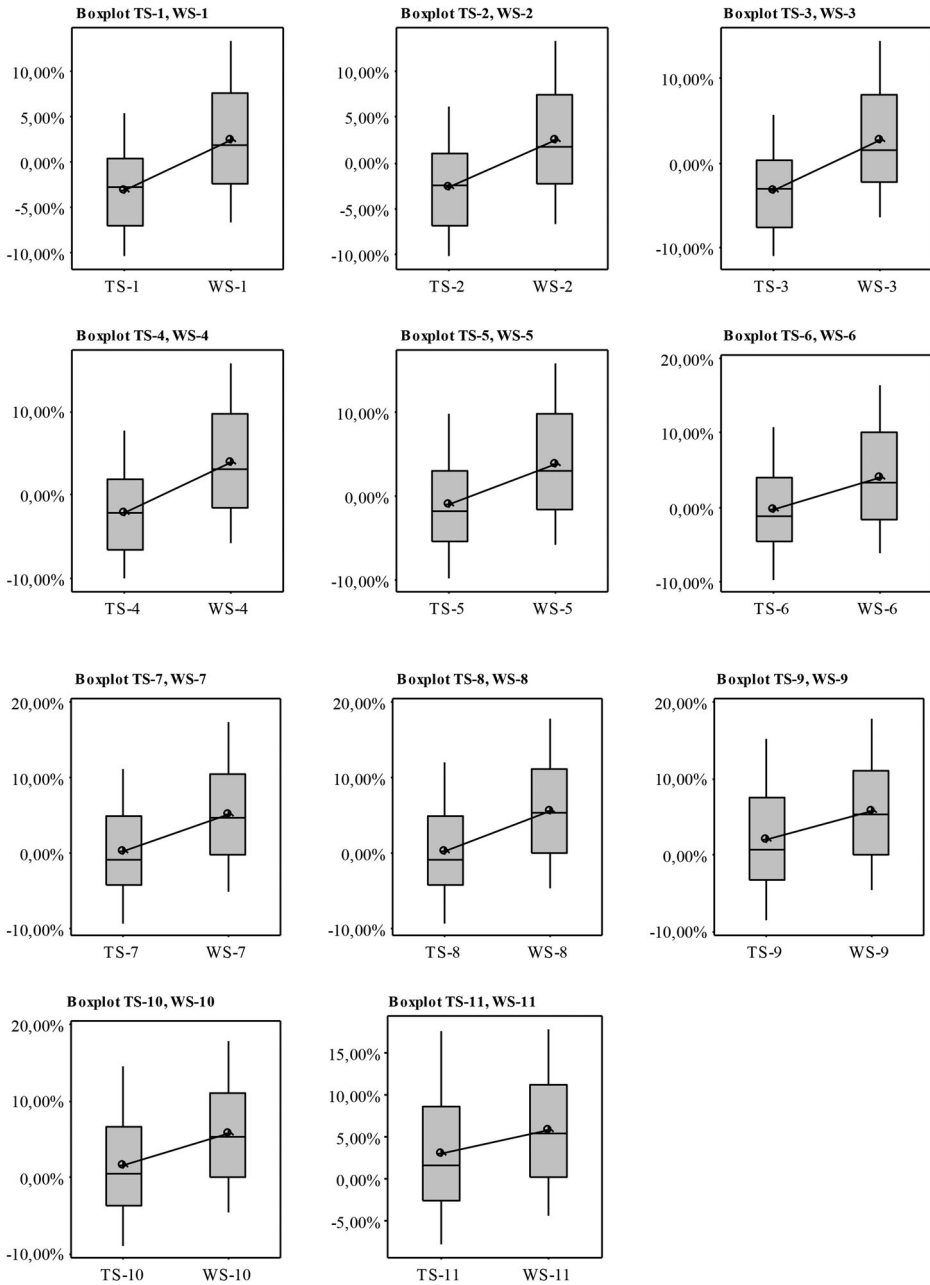 Boxplot TS-1, WS-1
10,00%
5,00%
0,00%
-5,00%
-10,00%
TS-1 WS-1
Boxplot TS-2, WS-2
10,00%
5,00%
0,00%
-5,00%
-10,00%
TS-2 WS-2
Boxplot TS-3, WS-3
10,00%
0,00%
-10,00%
TS-3 WS-3
Boxplot TS-4, WS-4
10,00%
0,00%
-10,00%
TS-4 WS-4
Boxplot TS-5, WS-5
10,00%
0,00%
-10,00%
TS-5 WS-5
Boxplot TS-6, WS-6
20,00%
10,00%
0,00%
-10,00%
TS-6 WS-6
Boxplot TS-7, WS-7
20,00%
10,00%
0,00%
-10,00%
TS-7 WS-7
Boxplot TS-8, WS-8
20,00%
10,00%
0,00%
-10,00%
TS-8 WS-8
Boxplot TS-9, WS-9
20,00%
10,00%
0,00%
-10,00%
TS-9 WS-9
Boxplot TS-10, WS-10
20,00%
10,00%
0,00%
-10,00%
TS-10 WS-10
Boxplot TS-11, WS-11
15,00%
10,00%
5,00%
0,00%
-5,00%
TS-11 WS-11